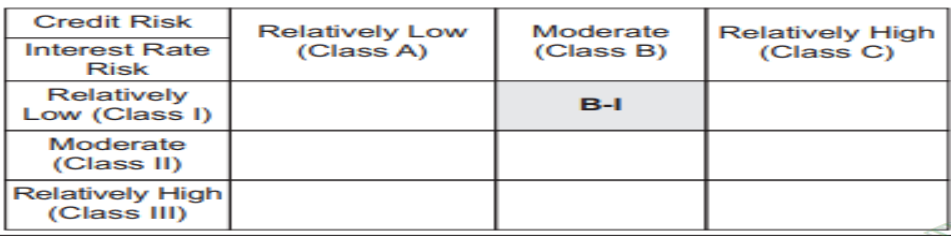 Credit Risk
Interest Rate
Risk
Relatively Low
(Class A)
Moderate
(Class B)
Relatively High
(Class C)
Relatively
Low (Class I)
B-I
Moderate
(Class II)
Relatively High
(Class III)